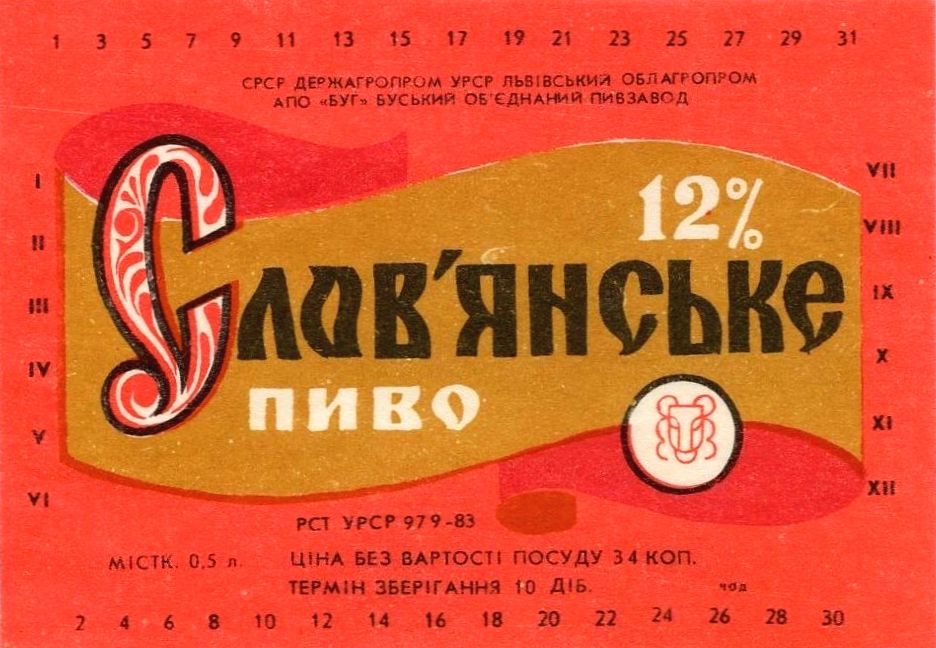 1 3 5 7 9 11 13 15 17 19 21 23 25 27 29 31
СРСР ДЕРЖАГРОПРОМ УРСР ЛЬВІВСЬКИЙ ОБЛАГРОПРОМ
АПО «БУГ» БУСЬКИЙ ОБ'ЄДНАНИЙ ПИВЗАВОД
I
II
III
IV
V
VI
VII
VIII
IX
X
XI
XII
12%
Слав'янське
ПИВО
РСТ УРСР 979-83
МІСТК. 0,5 л. ЦІНА БЕЗ ВАРТОСТІ ПОСУДУ 34 КОП.
ТЕРМІН ЗБЕРІГАННЯ 10 ДІБ. ЧОД
2 4 6 8 10 12 14 16 18 20 22 24 26 28 30